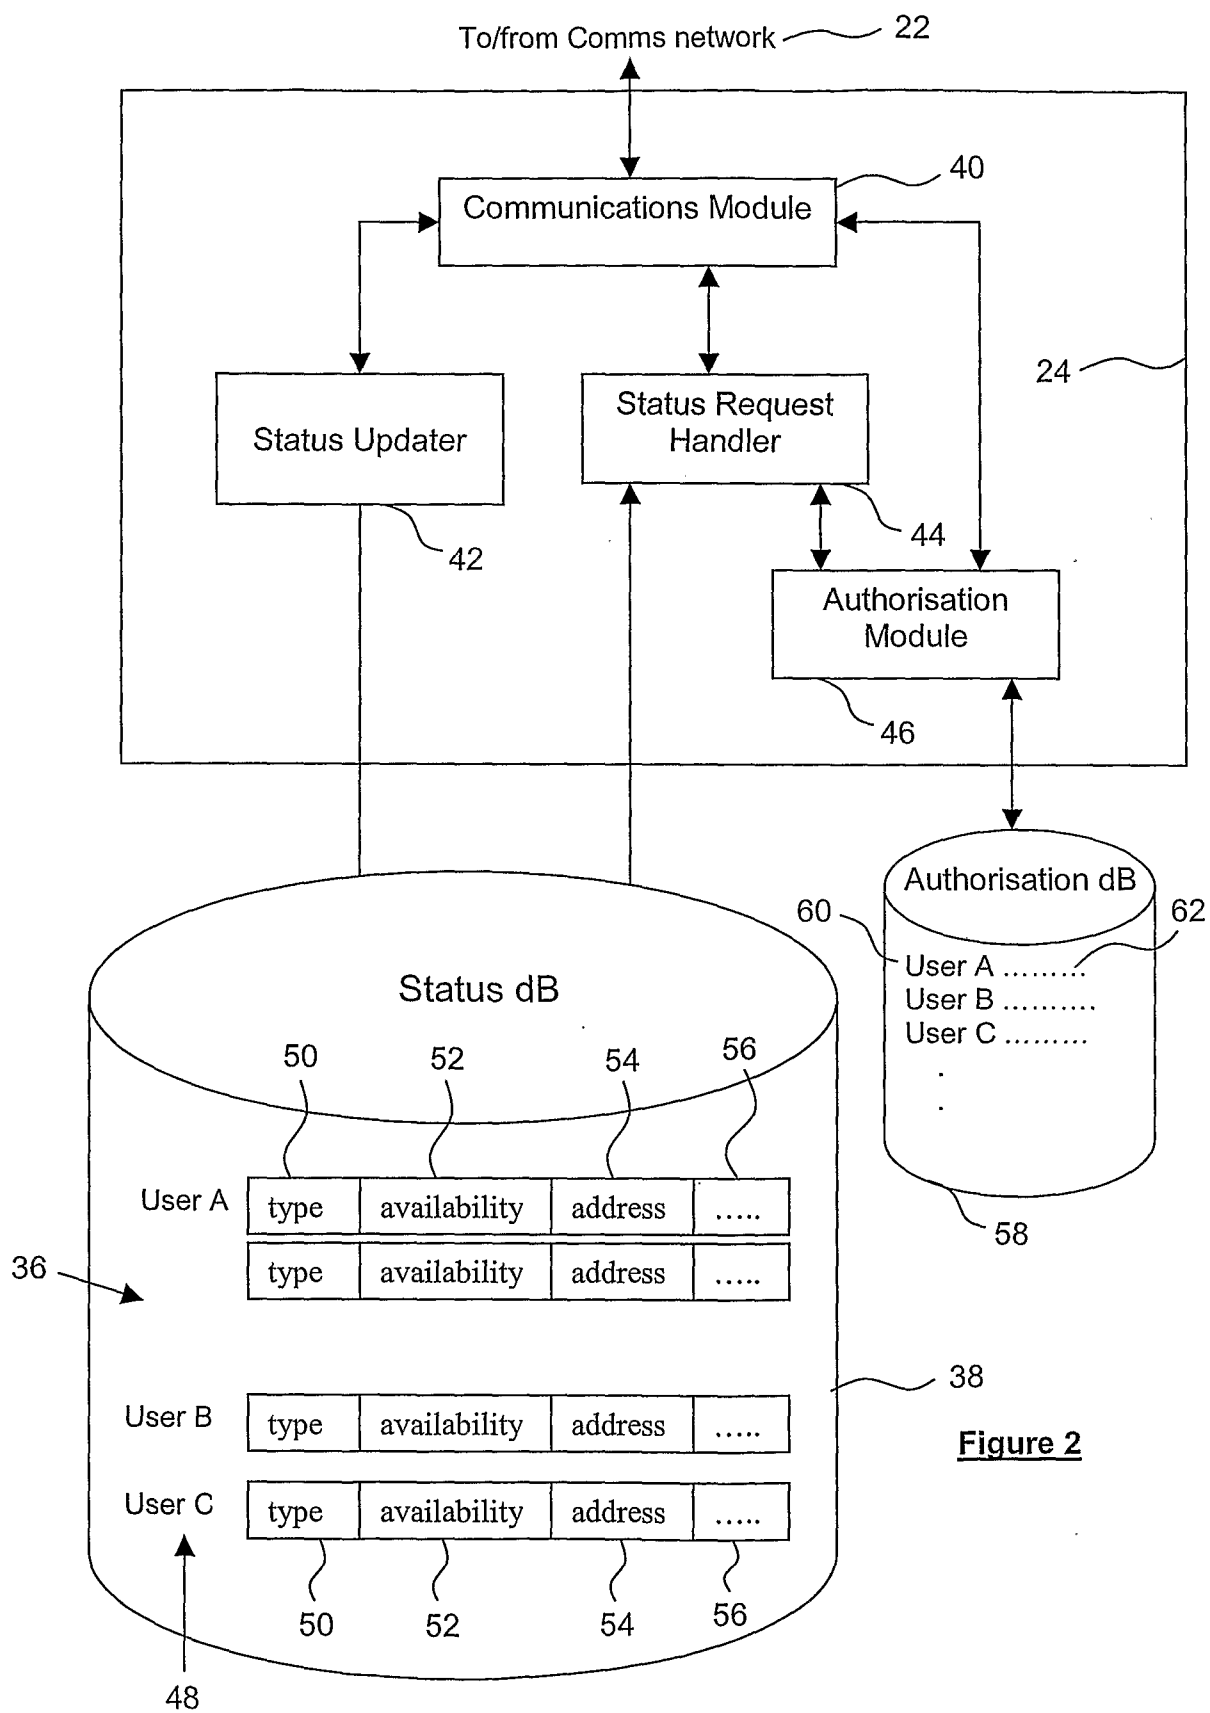 To/from Comms network 22
40
Communications Module
24
Status Updater
Status Request
Handler
42
44
Authorisation
Module
46
Authorisation dB
60
62
User A .........
User B ..........
User C .........
.
.
58
Status dB
50 52 54 56
User A type availability address .....
type availability address .....
36
38
User B type availability address .....
Figure 2
User C type availability address .....
50 52 54 56
48